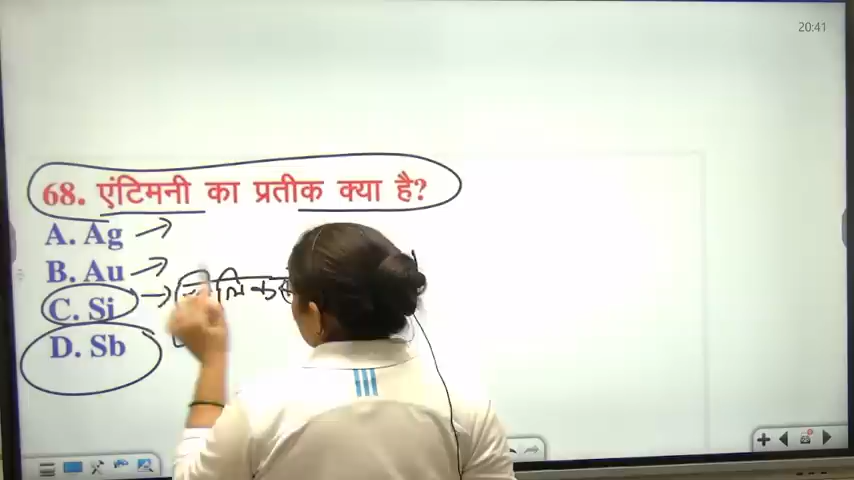 20:41
68. एंटिमनी का प्रतीक क्या है?
A. Ag
B. Au
C. Si
D. Sb